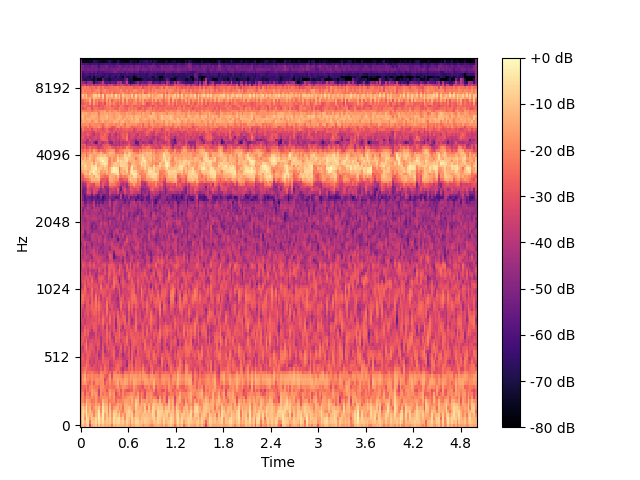 Hz
8192
4096
2048
1024
512
0
0 0.6 1.2 1.8 2.4 3 3.6 4.2 4.8
Time
+0 dB
-10 dB
-20 dB
-30 dB
-40 dB
-50 dB
-60 dB
-70 dB
-80 dB